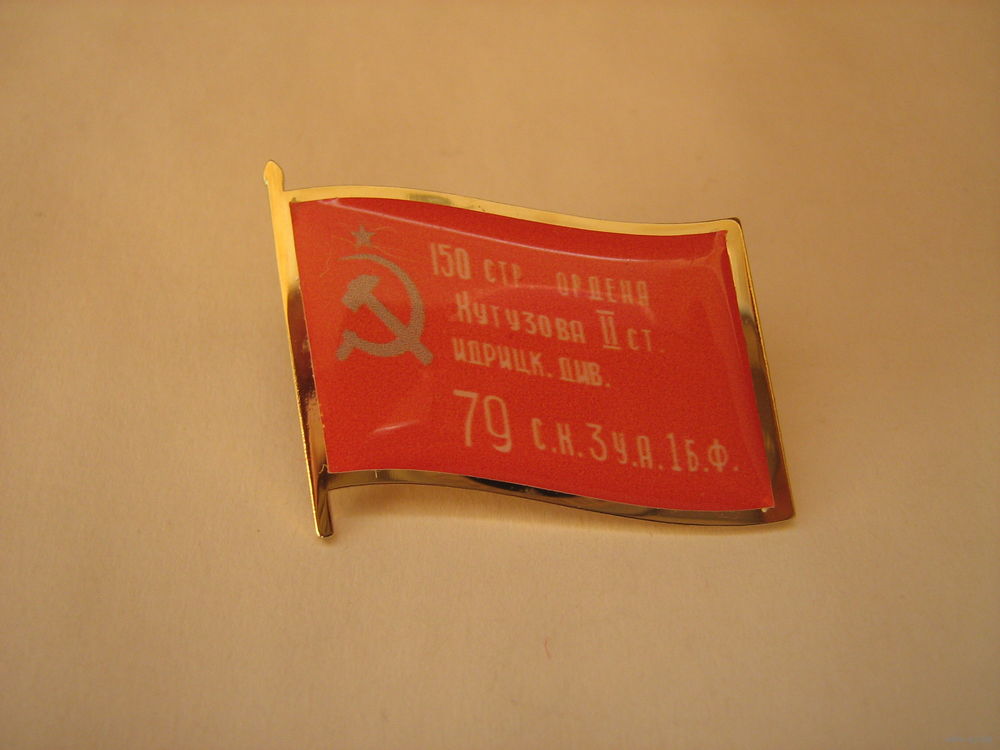 150 стр. ордена
Кутузова II ст.
идрицк. див.
79 С.К. 3 У.А. 1 Б.Ф.